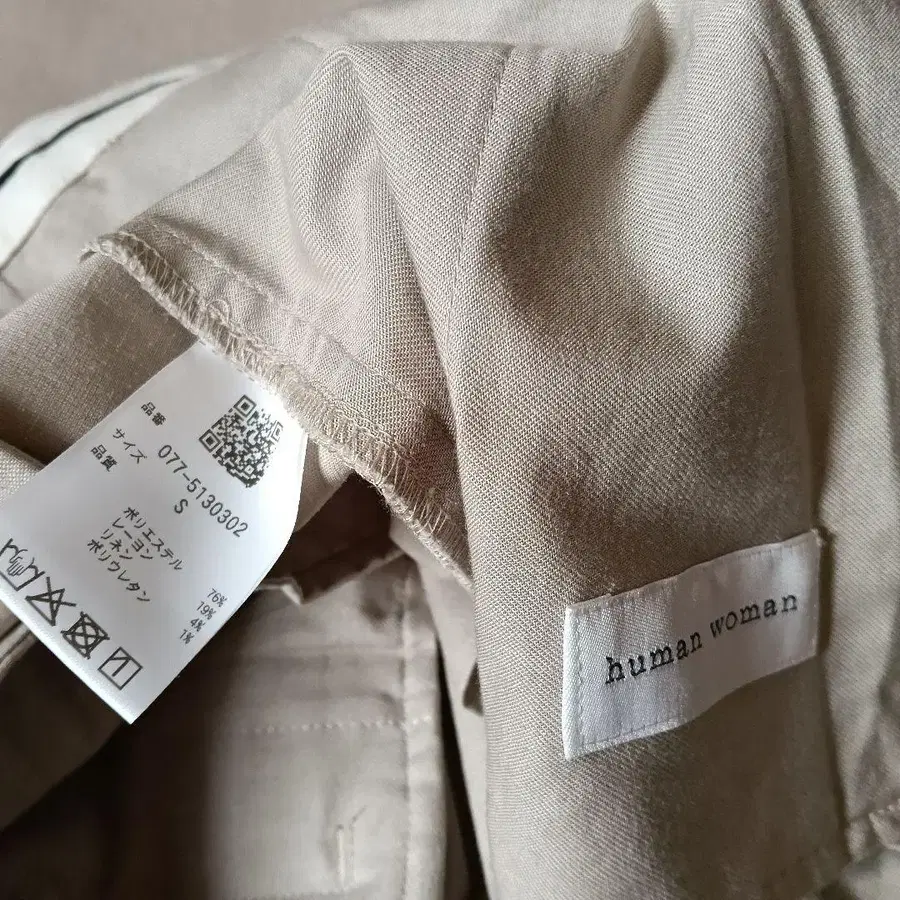 品番
077-5130302
サイズ
S
品質
ポリエステル 76%
レーヨン 19%
リネン 4%
ポリウレタン 1%
human woman